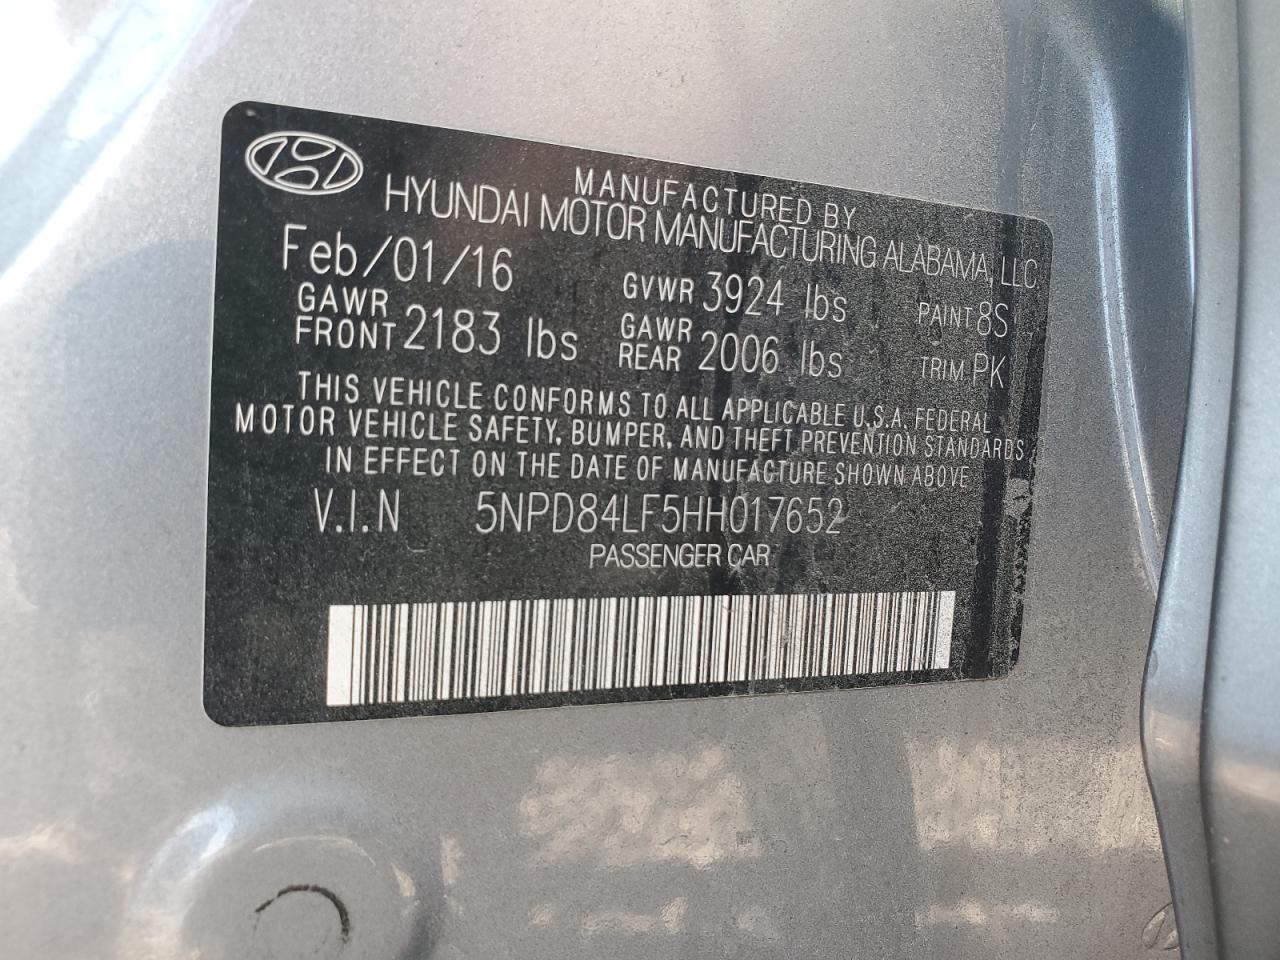 MANUFACTURED BY
HYUNDAI MOTOR MANUFACTURING ALABAMA, LLC.
Feb/01/16 GVWR 3924 lbs PAINT 8S
GAWR FRONT 2183 lbs GAWR REAR 2006 lbs TRIM PK
THIS VEHICLE CONFORMS TO ALL APPLICABLE U.S.A. FEDERAL
MOTOR VEHICLE SAFETY, BUMPER, AND THEFT PREVENTION STANDARDS
IN EFFECT ON THE DATE OF MANUFACTURE SHOWN ABOVE
V.I.N 5NPD84LF5HH017652
PASSENGER CAR